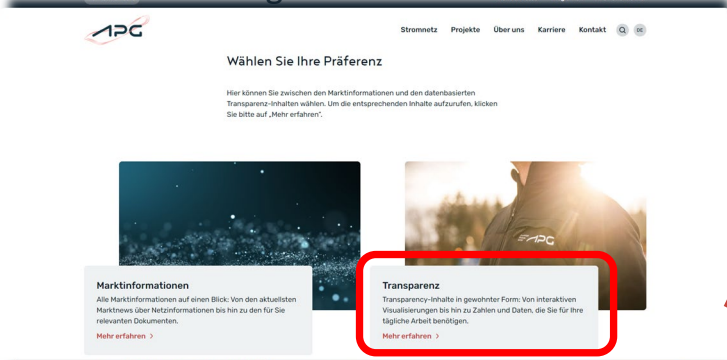 APG
Stromnetz Projekte Über uns Karriere Kontakt DE
Wählen Sie Ihre Präferenz
Hier können Sie zwischen den Marktinformationen und den datenbasierten
Transparenz-Inhalten wählen. Um die entsprechenden Inhalte aufzurufen, klicken
Sie bitte auf „Mehr erfahren".
APG
Marktinformationen
Alle Marktinformationen auf einen Blick: Von den aktuellsten
Marktnews über Netzinformationen bis hin zu den für Sie
relevanten Dokumenten.
Mehr erfahren >
Transparenz
Transparency-Inhalte in gewohnter Form: Von interaktiven
Visualisierungen bis hin zu Zahlen und Daten, die Sie für Ihre
tägliche Arbeit benötigen.
Mehr erfahren >